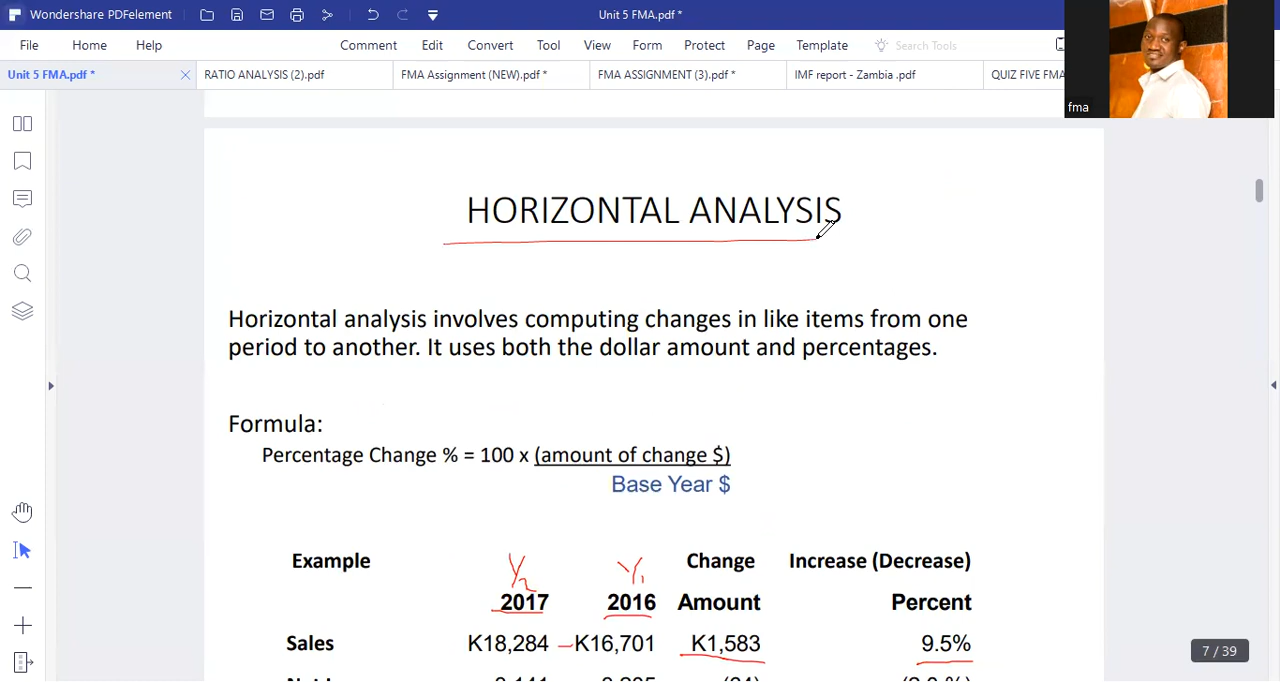 Wondershare PDFelement
Unit 5 FMA.pdf *
File Home Help Comment Edit Convert Tool View Form Protect Page Template Search Tools
Unit 5 FMA.pdf * RATIO ANALYSIS (2).pdf FMA Assignment (NEW).pdf * FMA ASSIGNMENT (3).pdf * IMF report - Zambia .pdf QUIZ FIVE FMA
fma
HORIZONTAL ANALYSIS
Horizontal analysis involves computing changes in like items from one
period to another. It uses both the dollar amount and percentages.
Formula:
Percentage Change % = 100 x (amount of change $)
Base Year $
Y2 Y1
Example Change Increase (Decrease)
2017 2016 Amount Percent
Sales K18,284 K16,701 K1,583 9.5%
7 / 39